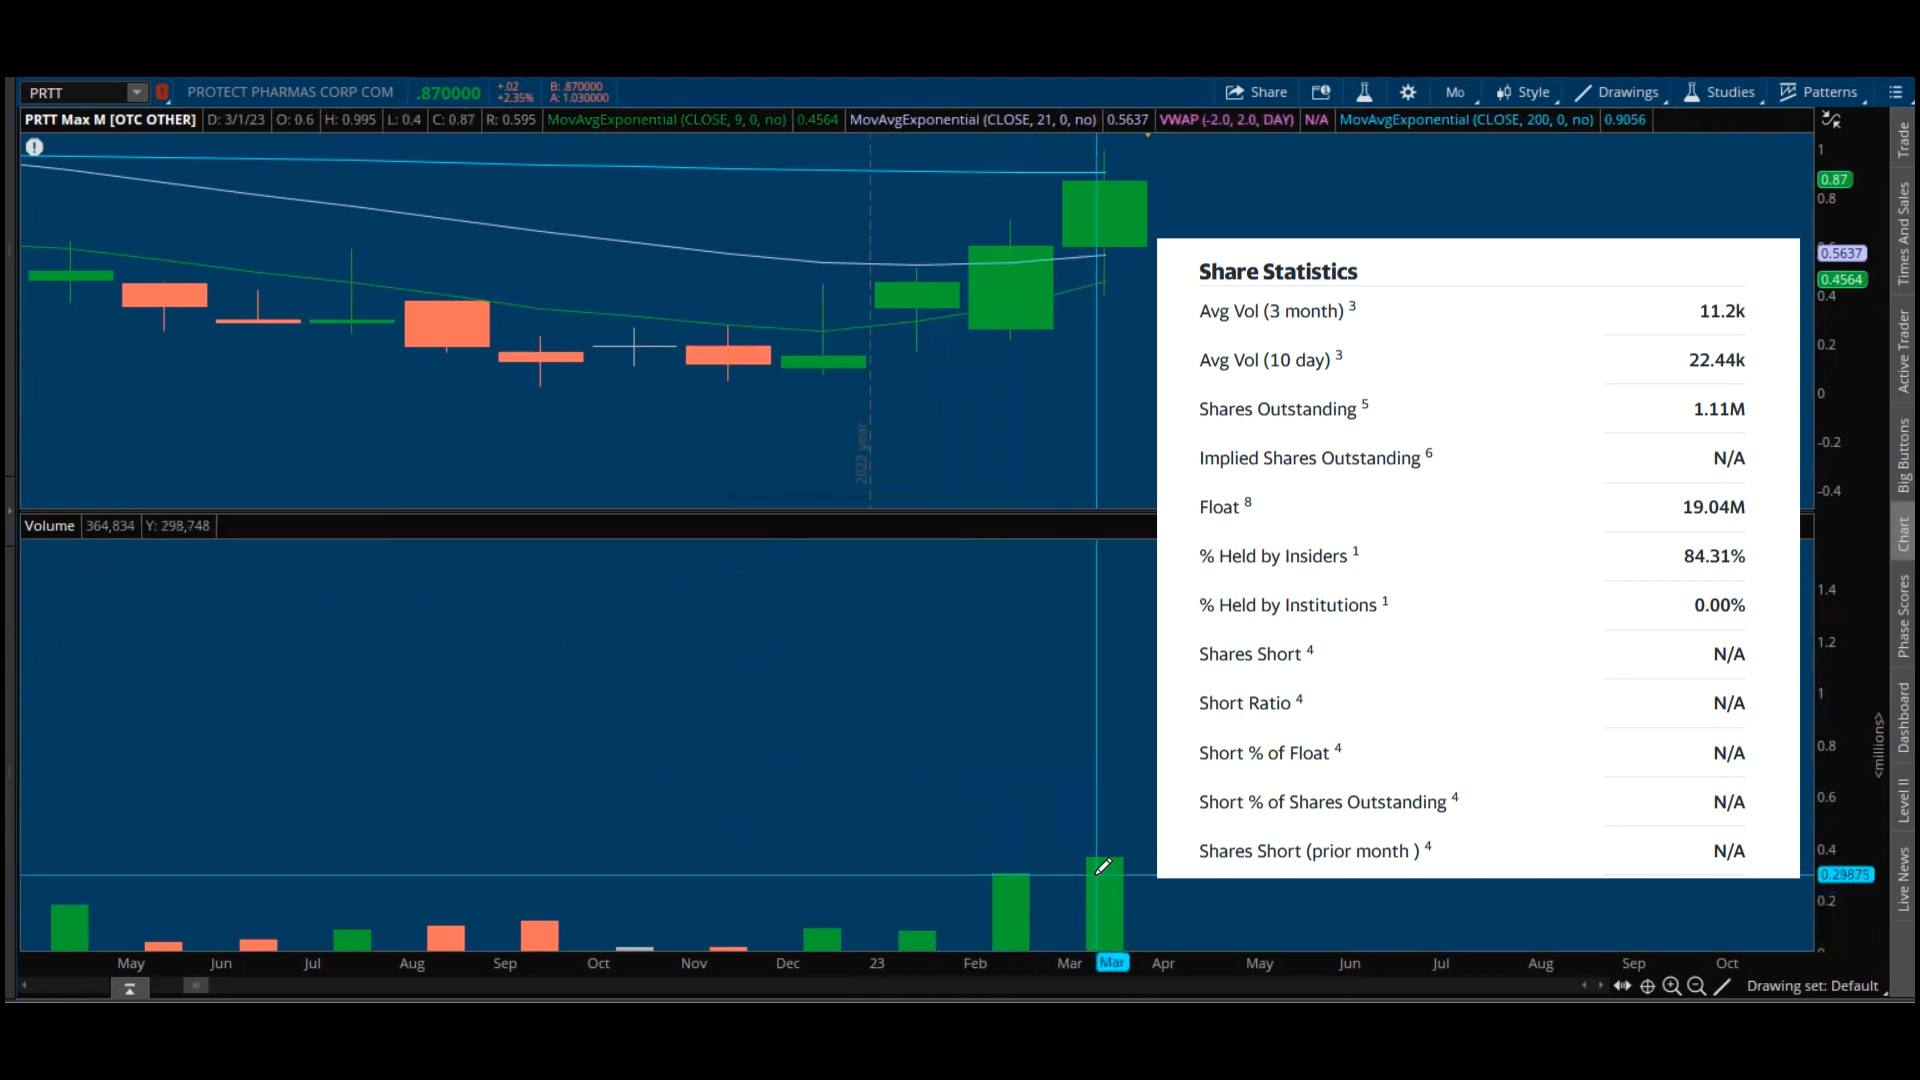 PRTT
PROTECT PHARMAS CORP COM
.870000
+.02
+2.35%
B: .870000
A: 1.030000
Share
Mo
Style
Drawings
Studies
Patterns
PRTT Max M [OTC OTHER] D: 3/1/23 O: 0.6 H: 0.995 L: 0.4 C: 0.87 R: 0.595 MovAvgExponential (CLOSE, 9, 0, no) 0.4564 MovAvgExponential (CLOSE, 21, 0, no) 0.5637 VWAP (-2.0, 2.0, DAY) N/A MovAvgExponential (CLOSE, 200, 0, no) 0.9056
1
0.87
0.8
0.5637
0.4564
0.4
0.2
0
-0.2
-0.4
2022 year
Share Statistics
Avg Vol (3 month) 3 11.2k
Avg Vol (10 day) 3 22.44k
Shares Outstanding 5 1.11M
Implied Shares Outstanding 6 N/A
Float 8 19.04M
% Held by Insiders 1 84.31%
% Held by Institutions 1 0.00%
Shares Short 4 N/A
Short Ratio 4 N/A
Short % of Float 4 N/A
Short % of Shares Outstanding 4 N/A
Shares Short (prior month ) 4 N/A
Volume 364,834 Y: 298,748
1.4
1.2
1
0.8
0.6
0.4
0.29875
0.2
<millions>
May Jun Jul Aug Sep Oct Nov Dec 23 Feb Mar Mar Apr May Jun Jul Aug Sep Oct
Drawing set: Default
Trade
Times And Sales
Active Trader
Big Buttons
Chart
Phase Scores
Dashboard
Level II
Live News